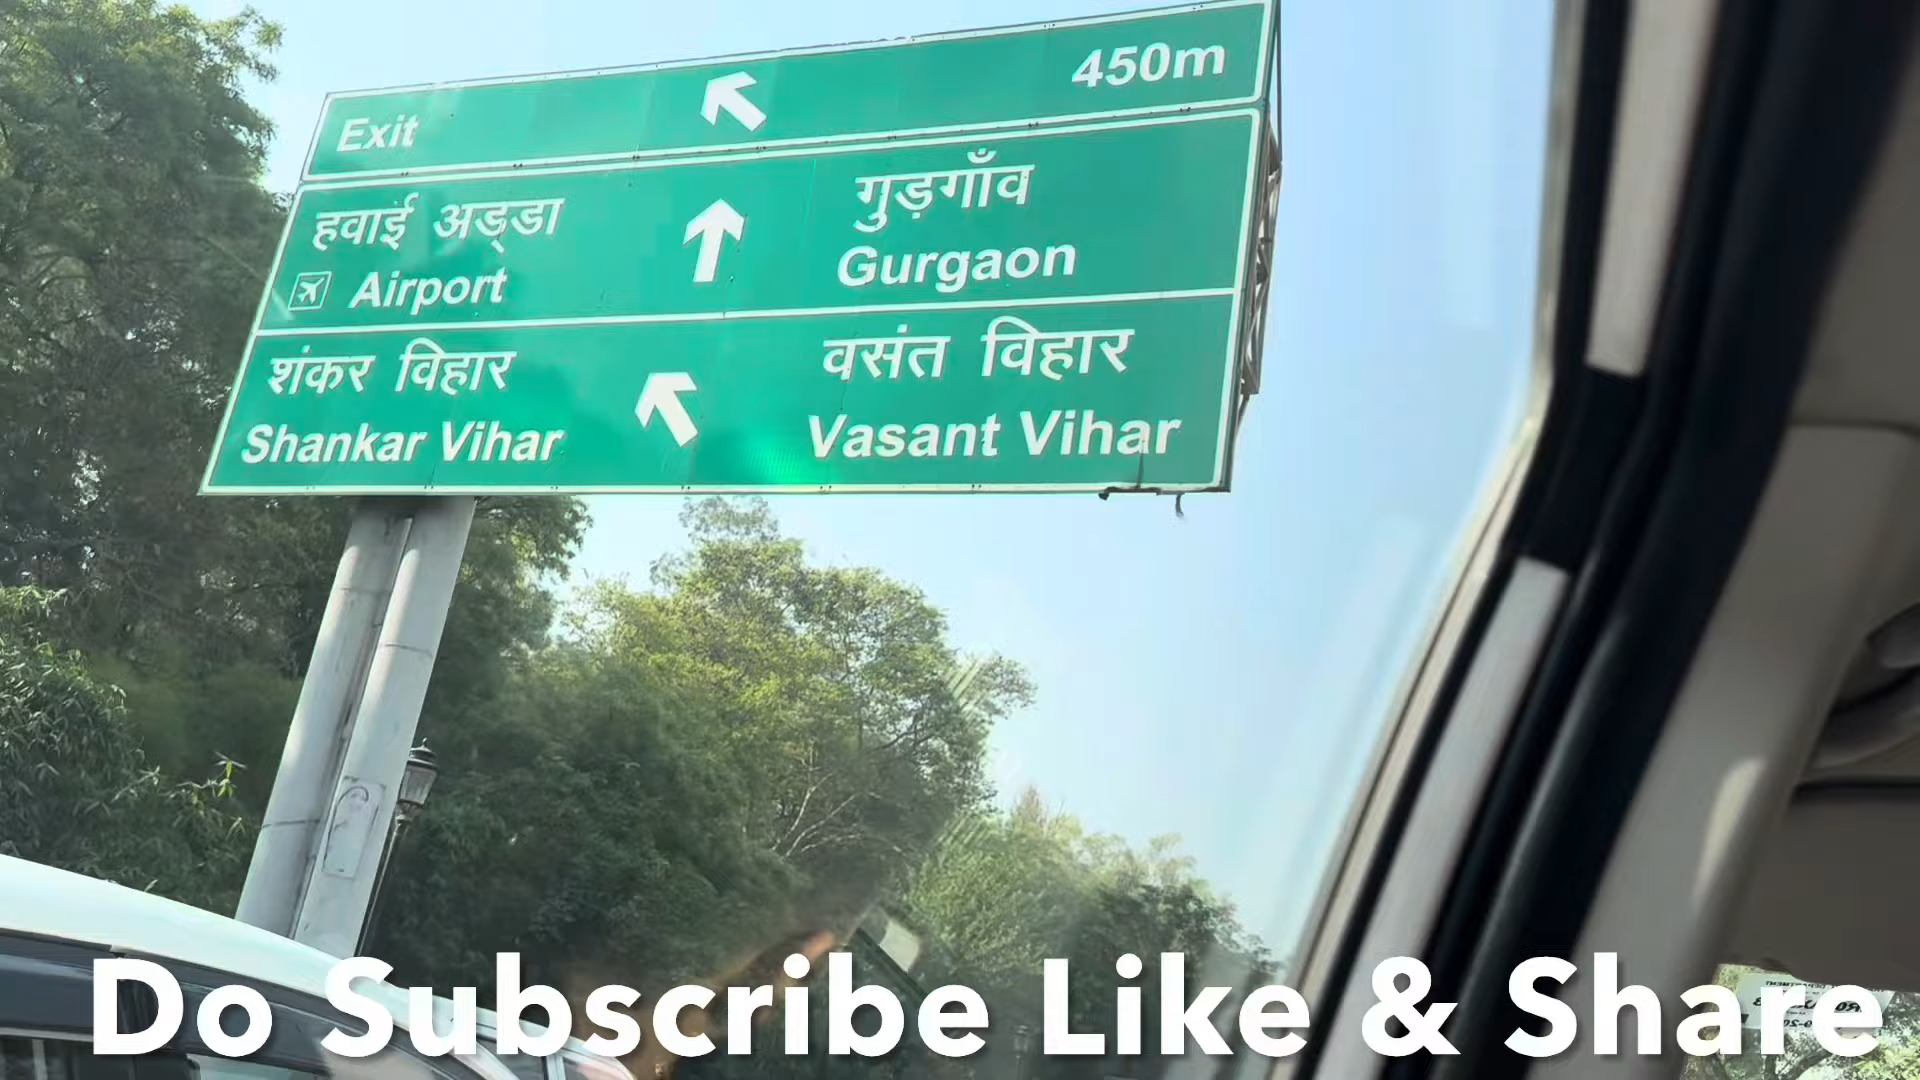 Exit 450m
हवाई अड्डा गुड़गाँव
Airport Gurgaon
शंकर विहार वसंत विहार
Shankar Vihar Vasant Vihar
Do Subscribe Like & Share